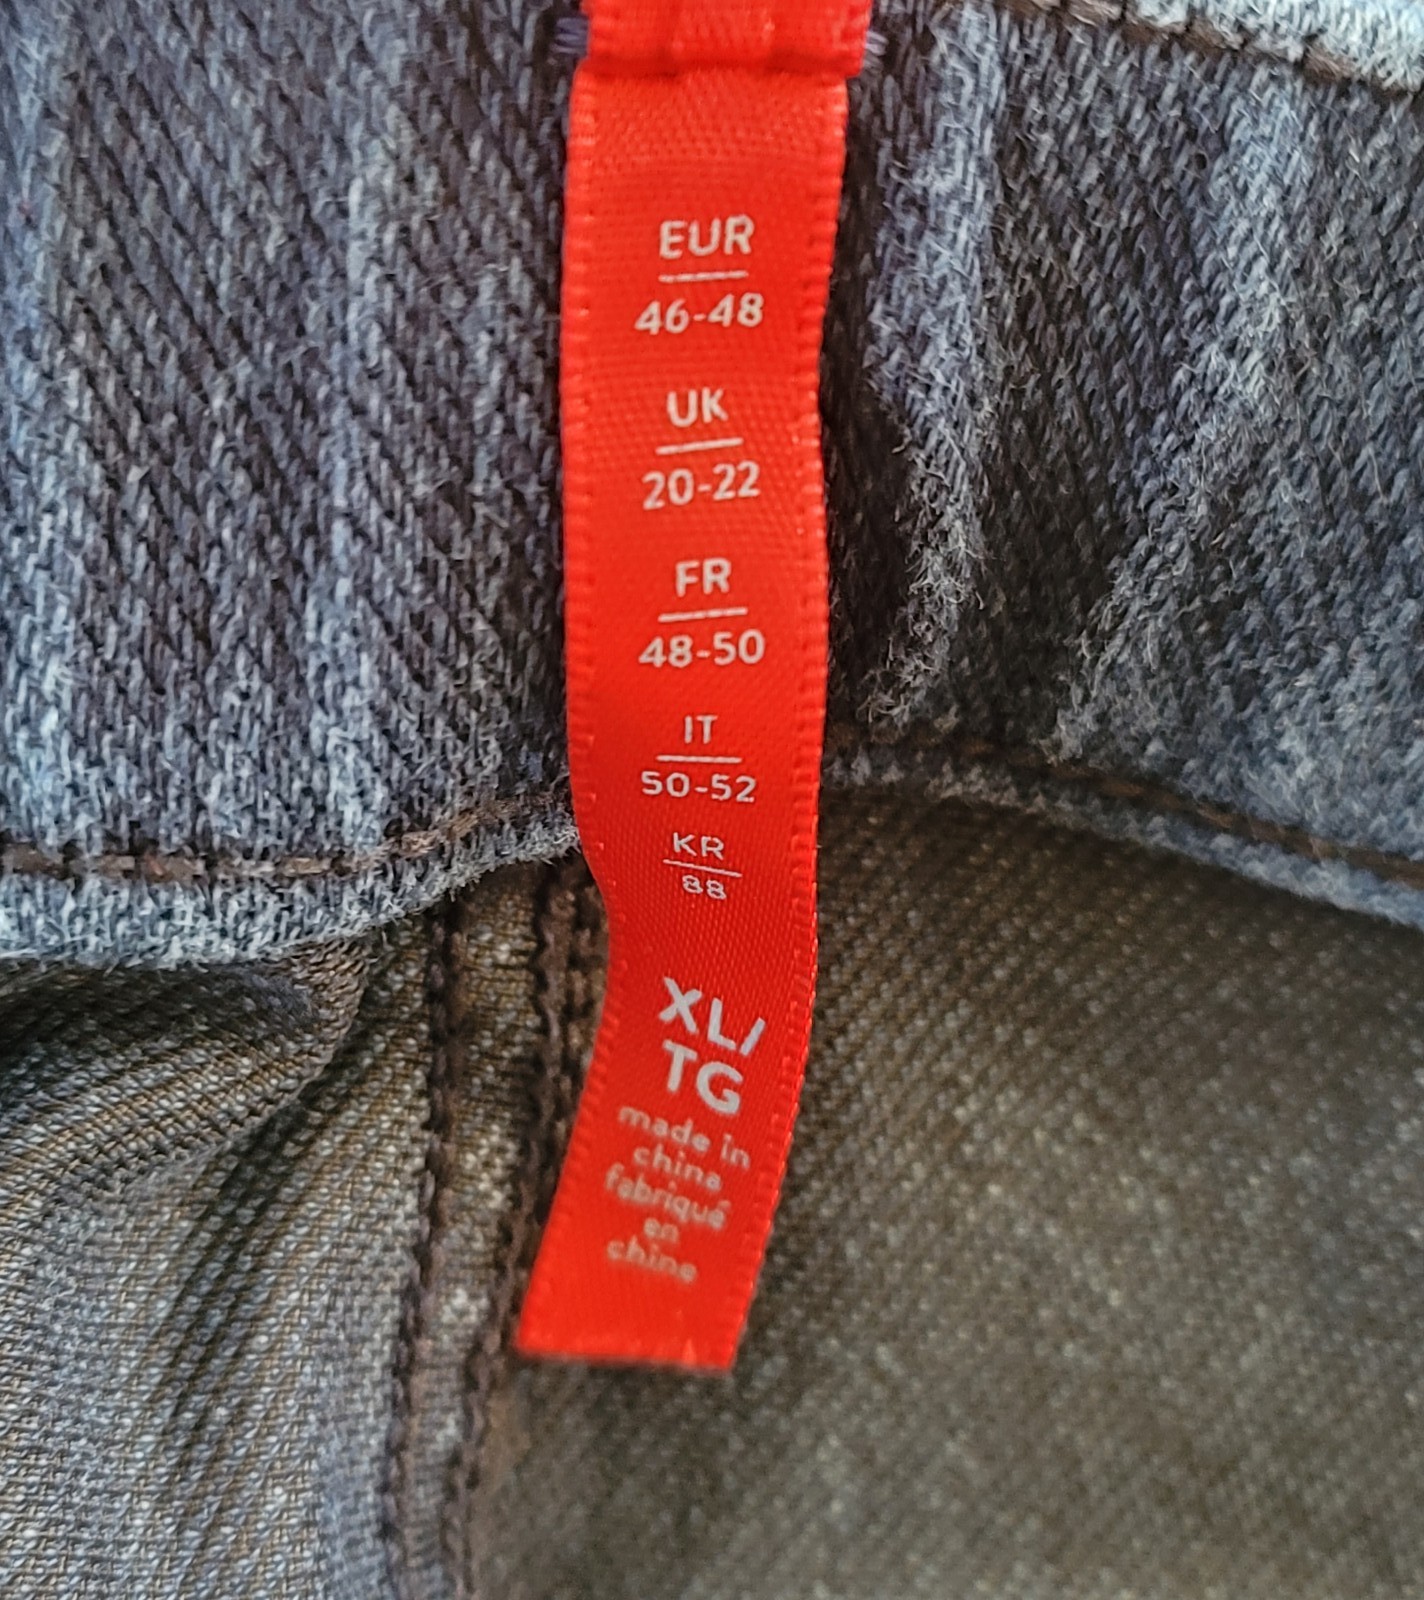 EUR
46-48
UK
20-22
FR
48-50
IT
50-52
KR
88
XL/
TG
made in
china
fabriqué
en
chine